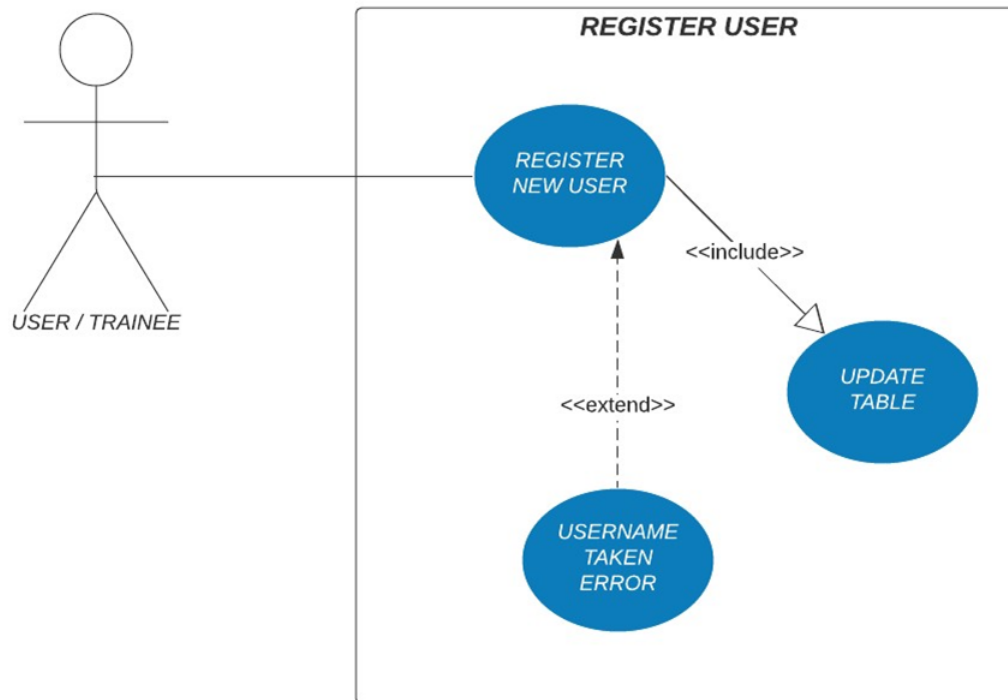 REGISTER USER
REGISTER
NEW USER
<<include>>
USER / TRAINEE
UPDATE
TABLE
<<extend>>
USERNAME
TAKEN
ERROR